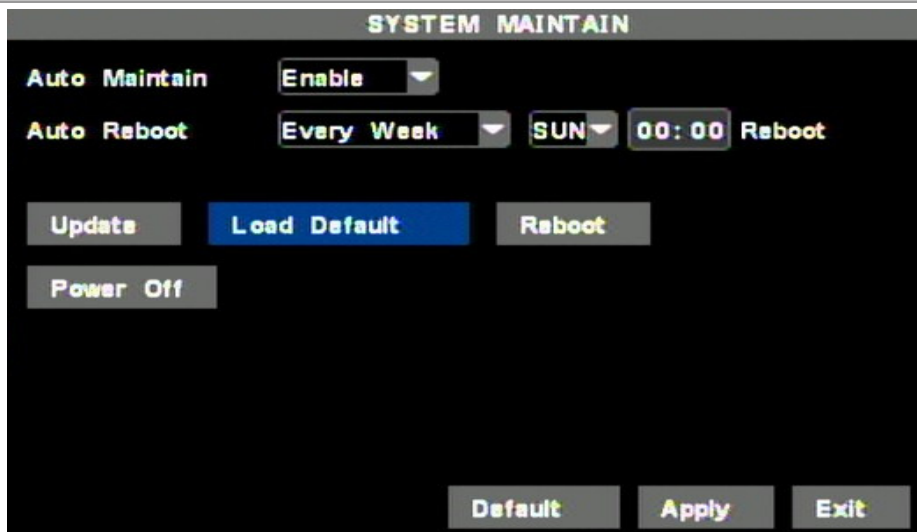 SYSTEM MAINTAIN
Auto Maintain Enable
Auto Reboot Every Week SUN 00:00 Reboot
Update Load Default Reboot
Power Off
Default Apply Exit